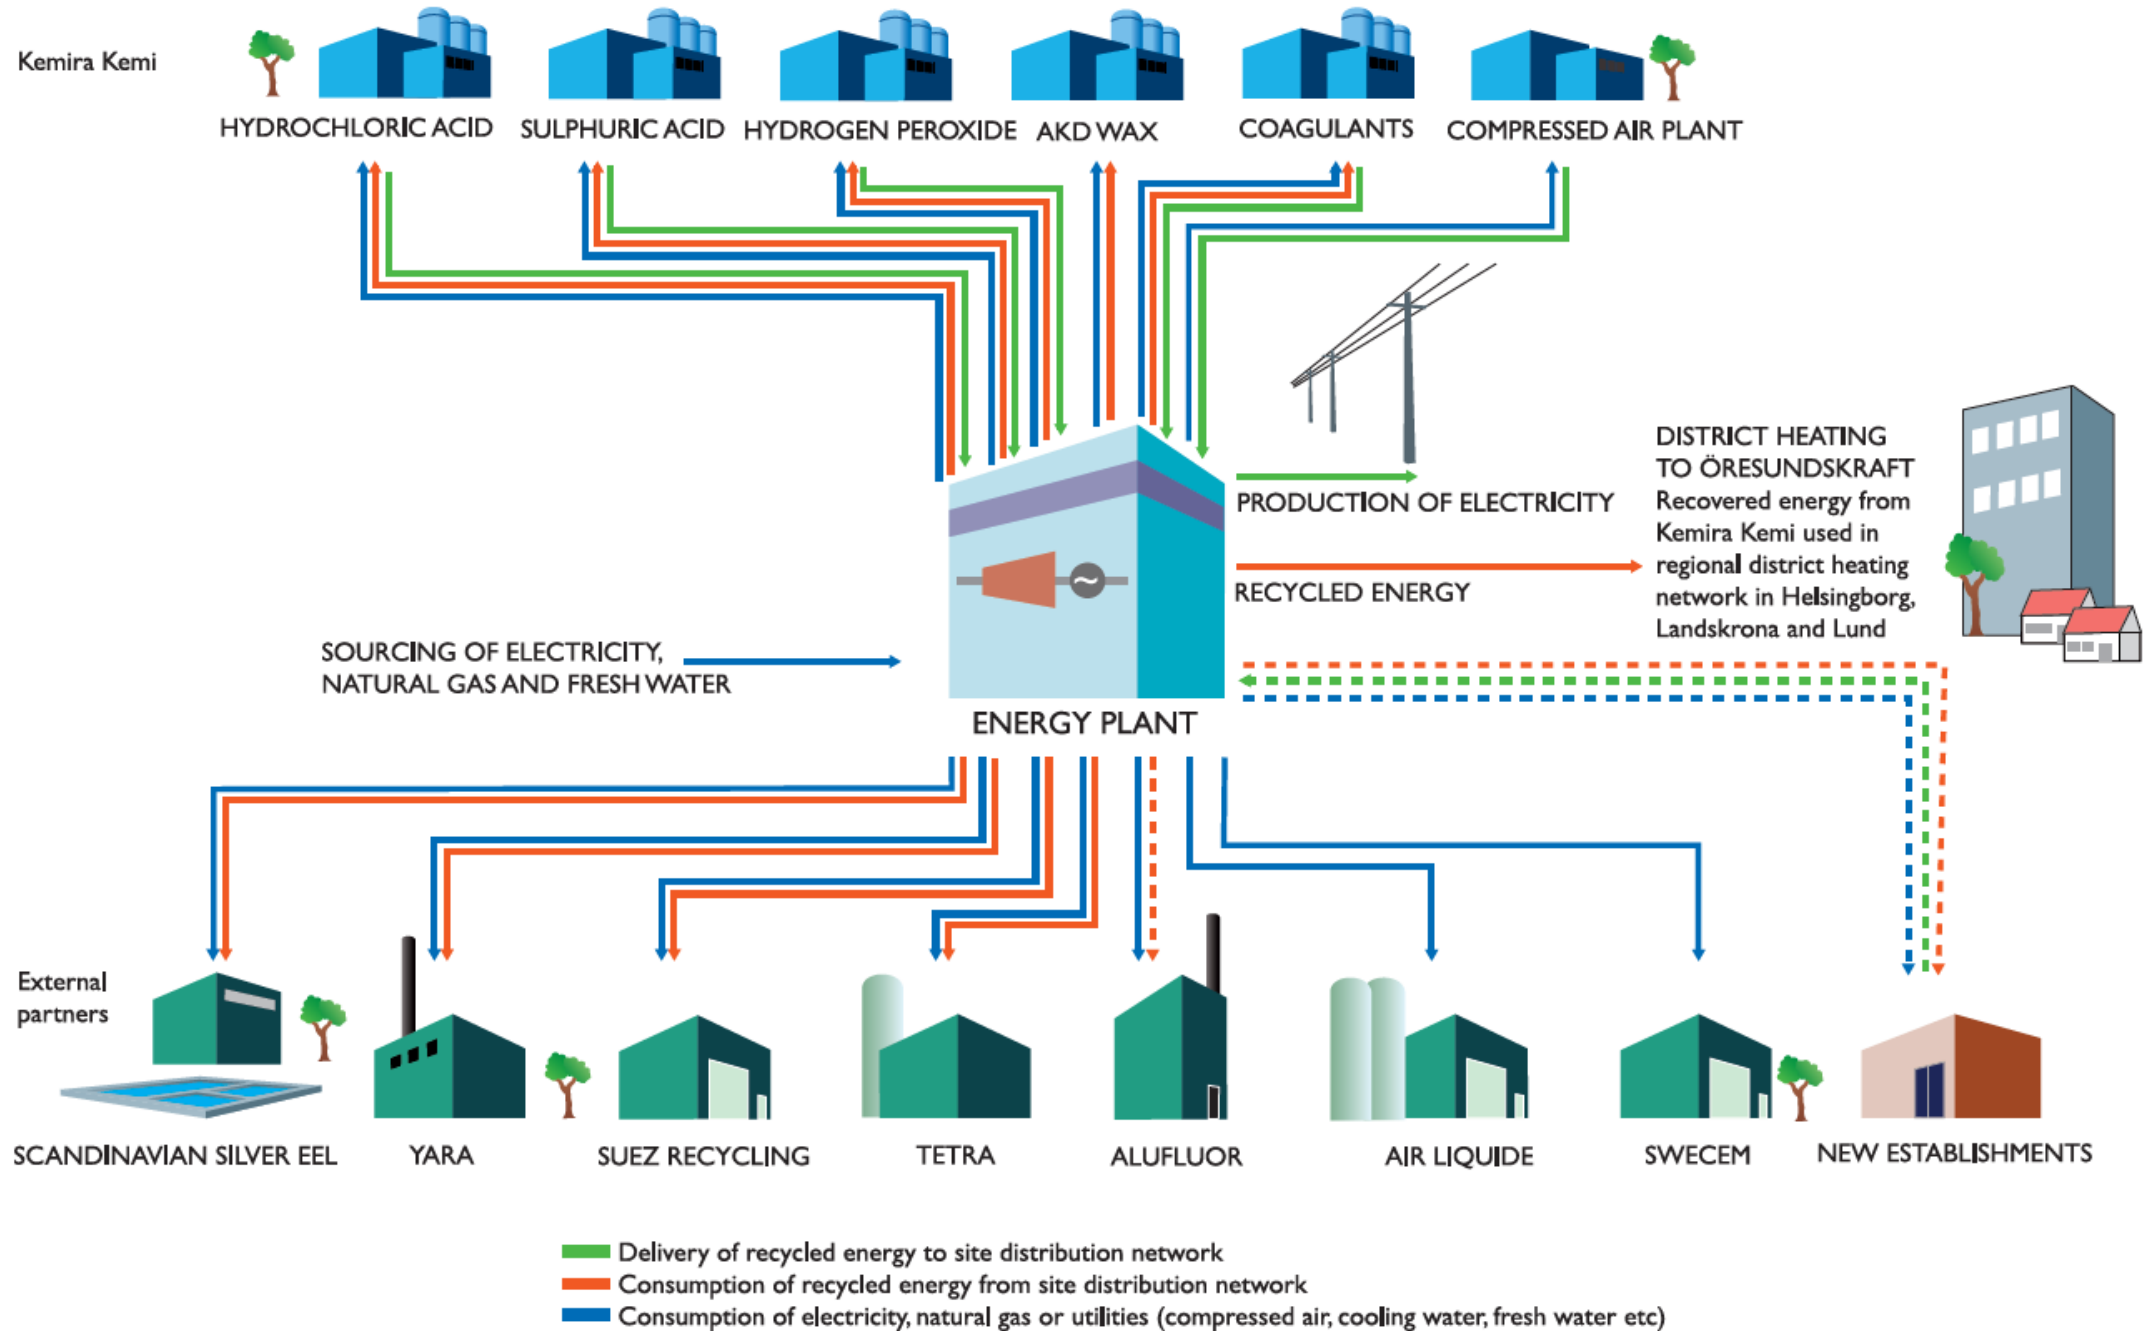 Kemira Kemi
HYDROCHLORIC ACID
SULPHURIC ACID
HYDROGEN PEROXIDE
AKD WAX
COAGULANTS
COMPRESSED AIR PLANT
DISTRICT HEATING
TO ÖRESUNDSKRAFT
Recovered energy from
Kemira Kemi used in
regional district heating
network in Helsingborg,
Landskrona and Lund
PRODUCTION OF ELECTRICITY
RECYCLED ENERGY
SOURCING OF ELECTRICITY,
NATURAL GAS AND FRESH WATER
ENERGY PLANT
External
partners
SCANDINAVIAN SILVER EEL
YARA
SUEZ RECYCLING
TETRA
ALUFLUOR
AIR LIQUIDE
SWECEM
NEW ESTABLISHMENTS
Delivery of recycled energy to site distribution network
Consumption of recycled energy from site distribution network
Consumption of electricity, natural gas or utilities (compressed air, cooling water, fresh water etc)